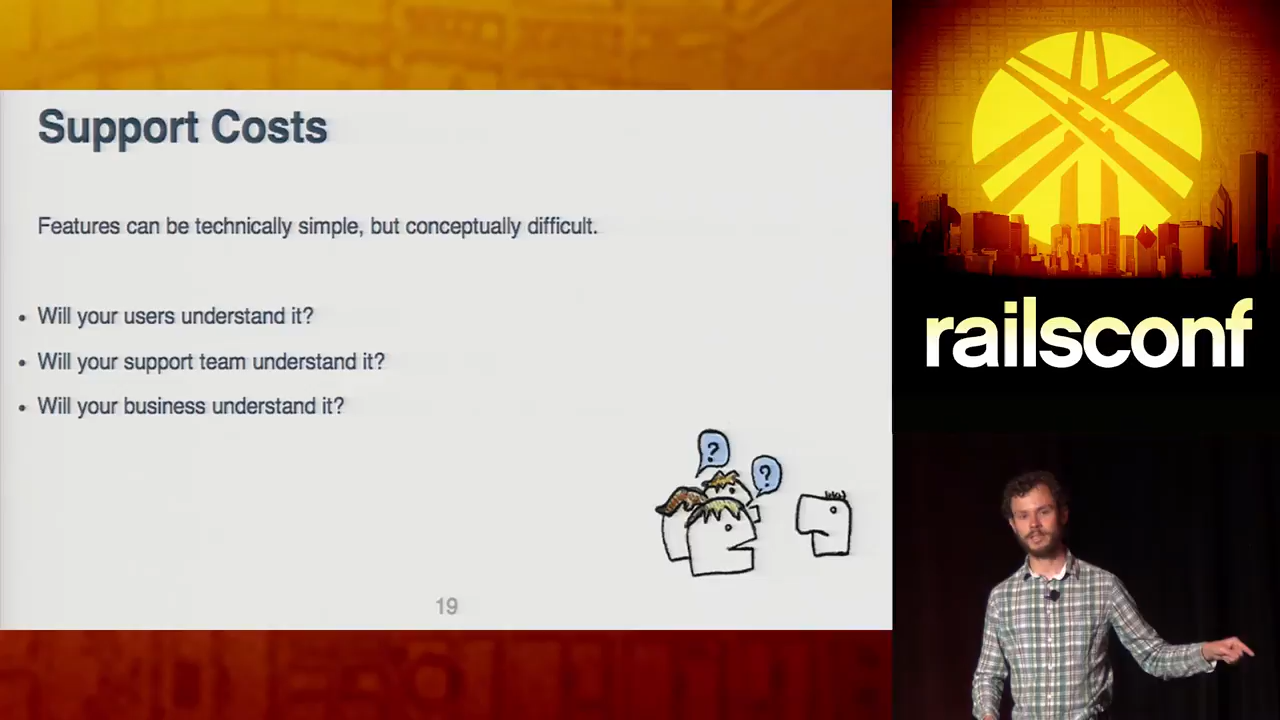 Support Costs
Features can be technically simple, but conceptually difficult.
• Will your users understand it?
• Will your support team understand it?
• Will your business understand it?
?
?
19
railsconf